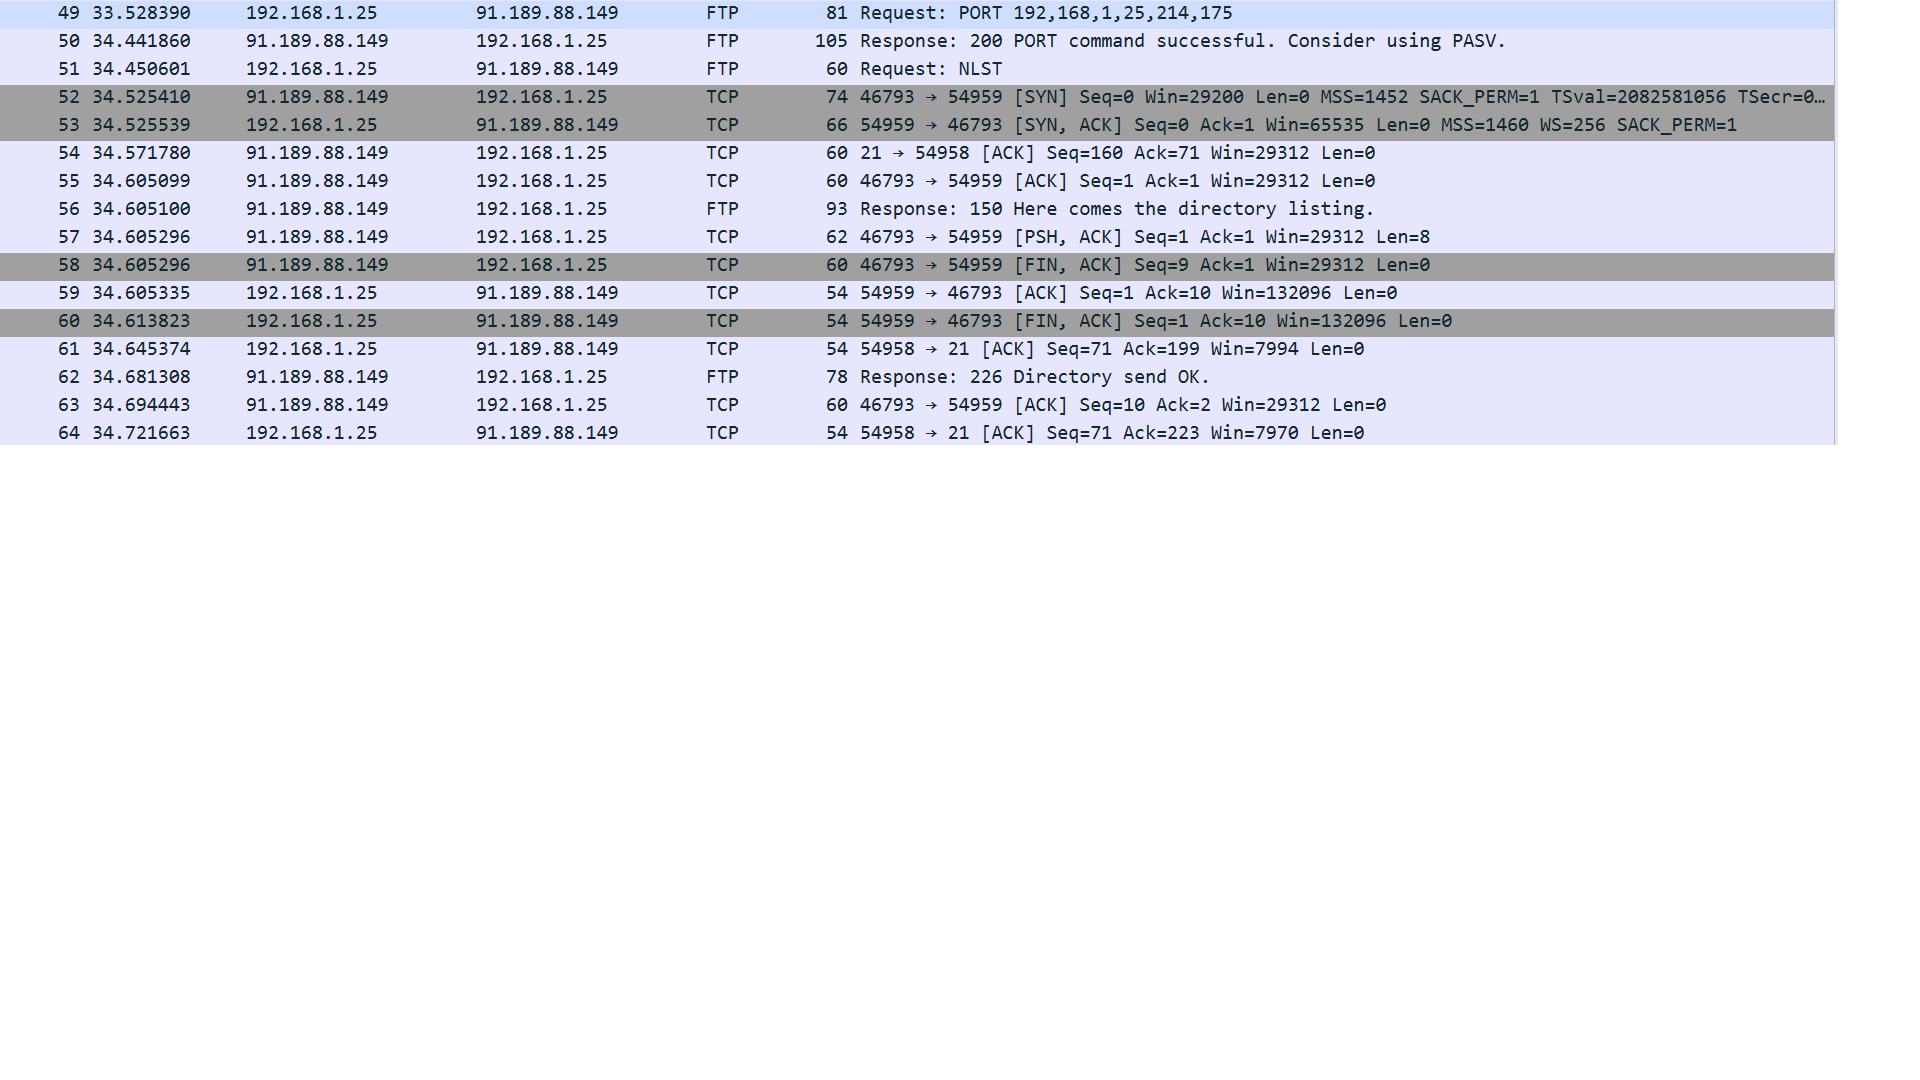 49 33.528390 192.168.1.25 91.189.88.149 FTP 81 Request: PORT 192,168,1,25,214,175
50 34.441860 91.189.88.149 192.168.1.25 FTP 105 Response: 200 PORT command successful. Consider using PASV.
51 34.450601 192.168.1.25 91.189.88.149 FTP 60 Request: NLST
52 34.525410 91.189.88.149 192.168.1.25 TCP 74 46793 → 54959 [SYN] Seq=0 Win=29200 Len=0 MSS=1452 SACK_PERM=1 TSval=2082581056 TSecr=0…
53 34.525539 192.168.1.25 91.189.88.149 TCP 66 54959 → 46793 [SYN, ACK] Seq=0 Ack=1 Win=65535 Len=0 MSS=1460 WS=256 SACK_PERM=1
54 34.571780 91.189.88.149 192.168.1.25 TCP 60 21 → 54958 [ACK] Seq=160 Ack=71 Win=29312 Len=0
55 34.605099 91.189.88.149 192.168.1.25 TCP 60 46793 → 54959 [ACK] Seq=1 Ack=1 Win=29312 Len=0
56 34.605100 91.189.88.149 192.168.1.25 FTP 93 Response: 150 Here comes the directory listing.
57 34.605296 91.189.88.149 192.168.1.25 TCP 62 46793 → 54959 [PSH, ACK] Seq=1 Ack=1 Win=29312 Len=8
58 34.605296 91.189.88.149 192.168.1.25 TCP 60 46793 → 54959 [FIN, ACK] Seq=9 Ack=1 Win=29312 Len=0
59 34.605335 192.168.1.25 91.189.88.149 TCP 54 54959 → 46793 [ACK] Seq=1 Ack=10 Win=132096 Len=0
60 34.613823 192.168.1.25 91.189.88.149 TCP 54 54959 → 46793 [FIN, ACK] Seq=1 Ack=10 Win=132096 Len=0
61 34.645374 192.168.1.25 91.189.88.149 TCP 54 54958 → 21 [ACK] Seq=71 Ack=199 Win=7994 Len=0
62 34.681308 91.189.88.149 192.168.1.25 FTP 78 Response: 226 Directory send OK.
63 34.694443 91.189.88.149 192.168.1.25 TCP 60 46793 → 54959 [ACK] Seq=10 Ack=2 Win=29312 Len=0
64 34.721663 192.168.1.25 91.189.88.149 TCP 54 54958 → 21 [ACK] Seq=71 Ack=223 Win=7970 Len=0